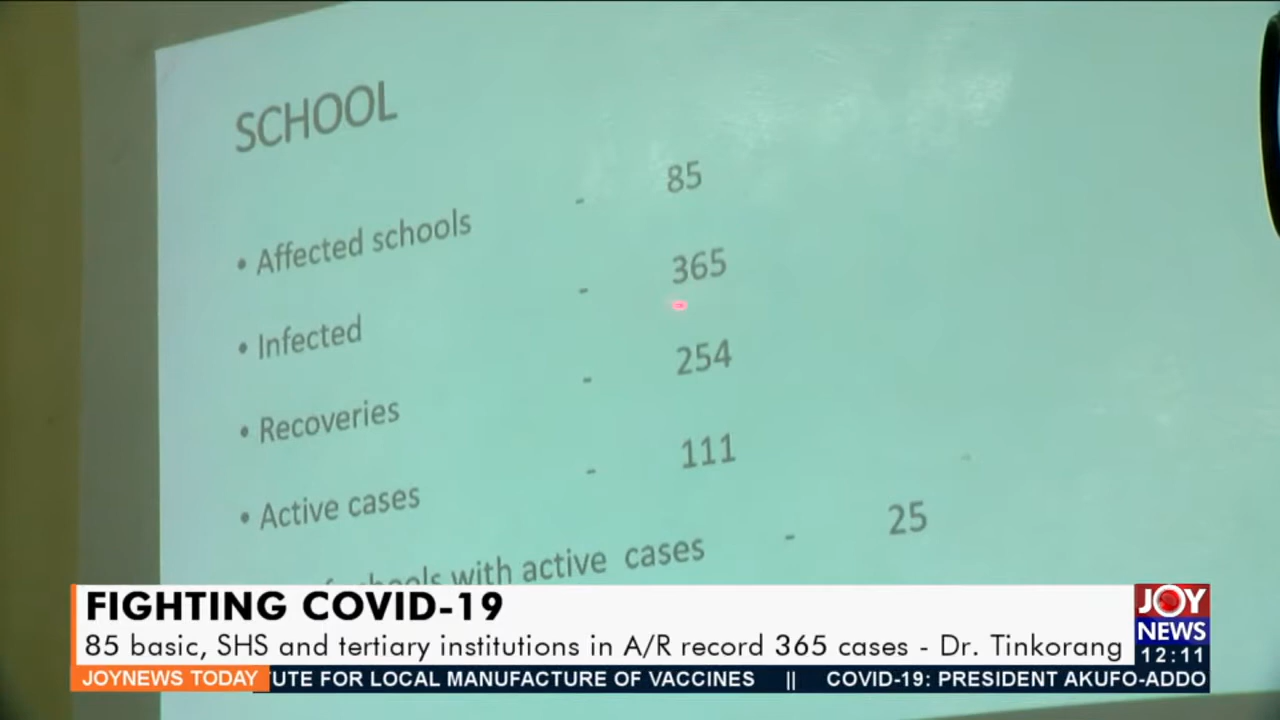 SCHOOL
• Affected schools - 85
• Infected - 365
• Recoveries - 254
• Active cases - 111
schools with active cases - 25
FIGHTING COVID-19
85 basic, SHS and tertiary institutions in A/R record 365 cases - Dr. Tinkorang
JOY NEWS
12:11
JOYNEWS TODAY
UTE FOR LOCAL MANUFACTURE OF VACCINES || COVID-19: PRESIDENT AKUFO-ADDO